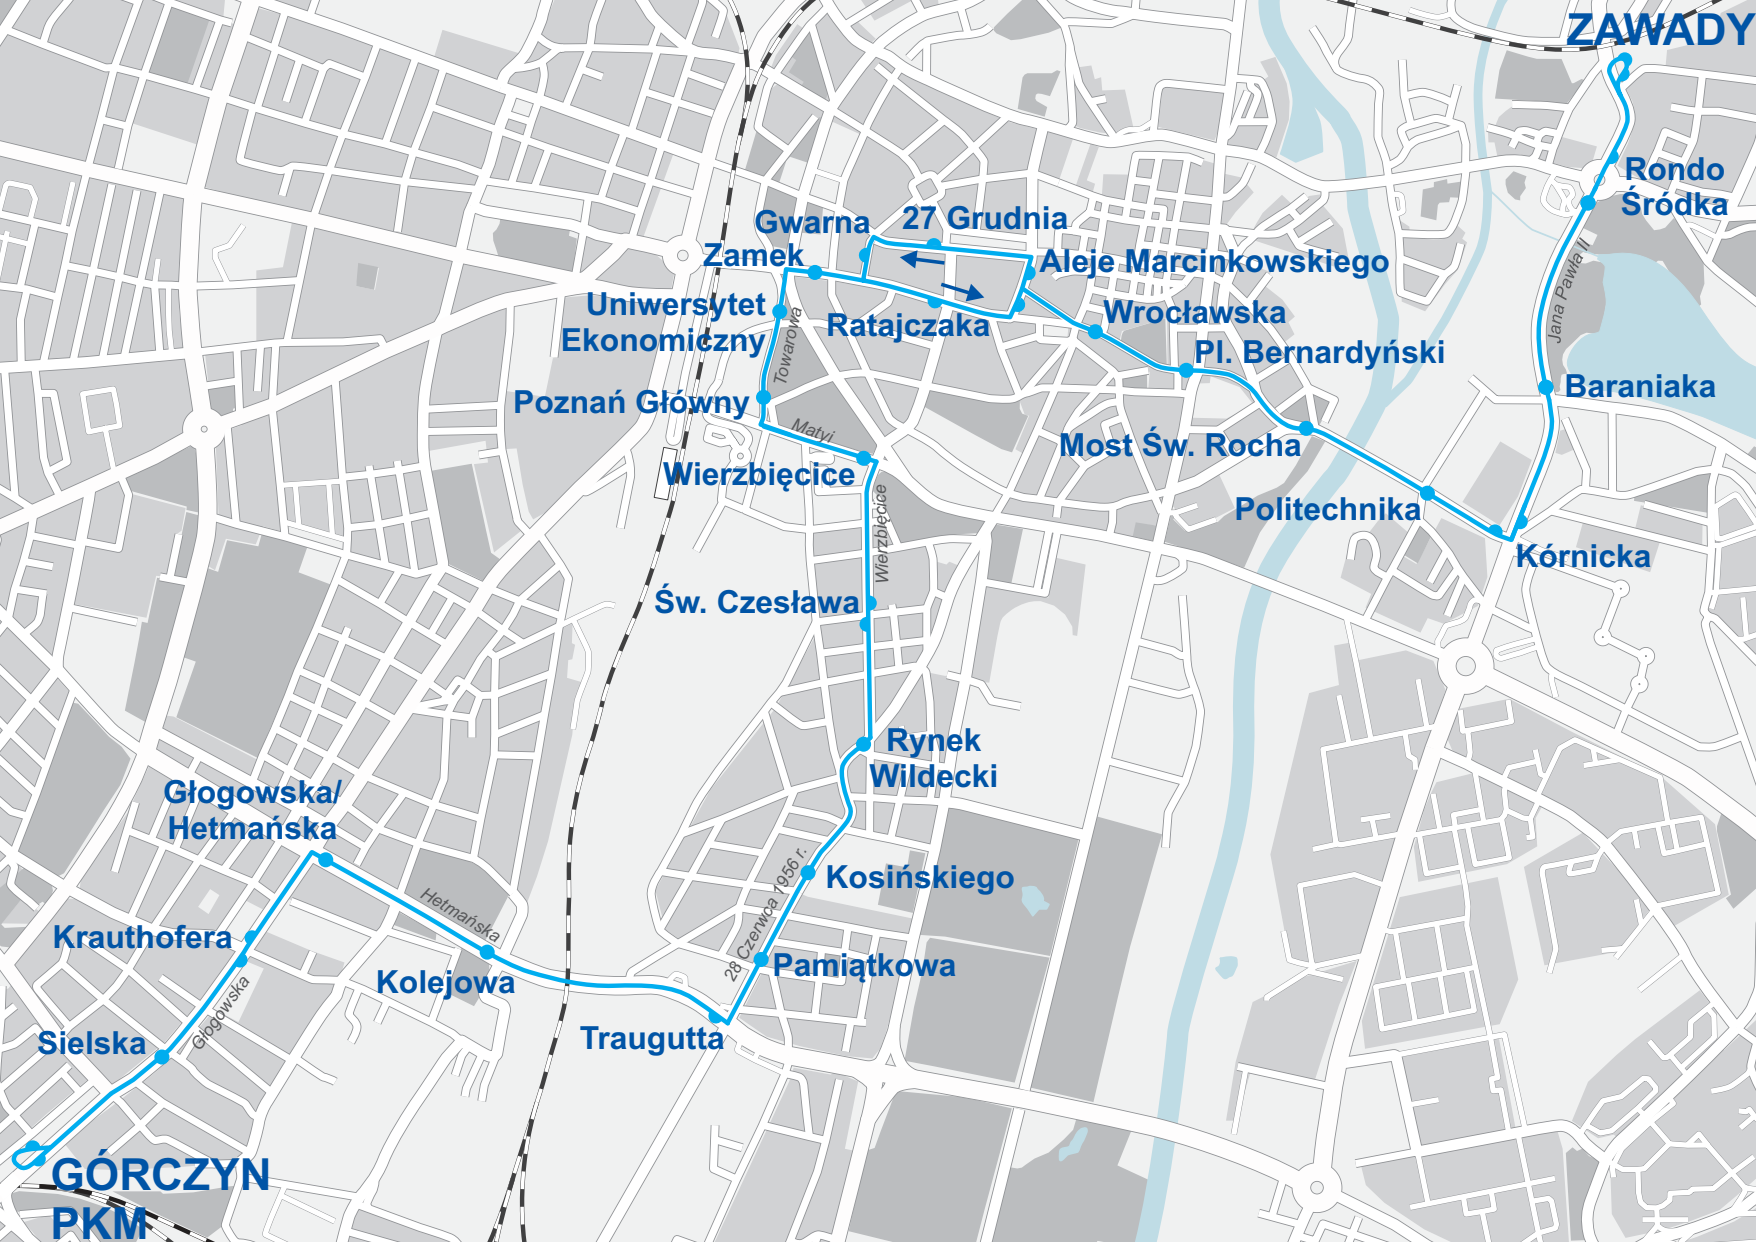 ZAWADY
Rondo
Śródka
Jana Pawła II
Gwarna
27 Grudnia
Zamek
Aleje Marcinkowskiego
Uniwersytet
Ekonomiczny
Towarowa
Ratajczaka
Wrocławska
Pl. Bernardyński
Baraniaka
Poznań Główny
Matyi
Most Św. Rocha
Wierzbięcice
Wierzbięcice
Politechnika
Kórnicka
Św. Czesława
Rynek
Wildecki
Głogowska/
Hetmańska
Kosińskiego
28 Czerwca 1956 r.
Hetmańska
Krauthofera
Pamiątkowa
Kolejowa
Głogowska
Traugutta
Sielska
GÓRCZYN
PKM